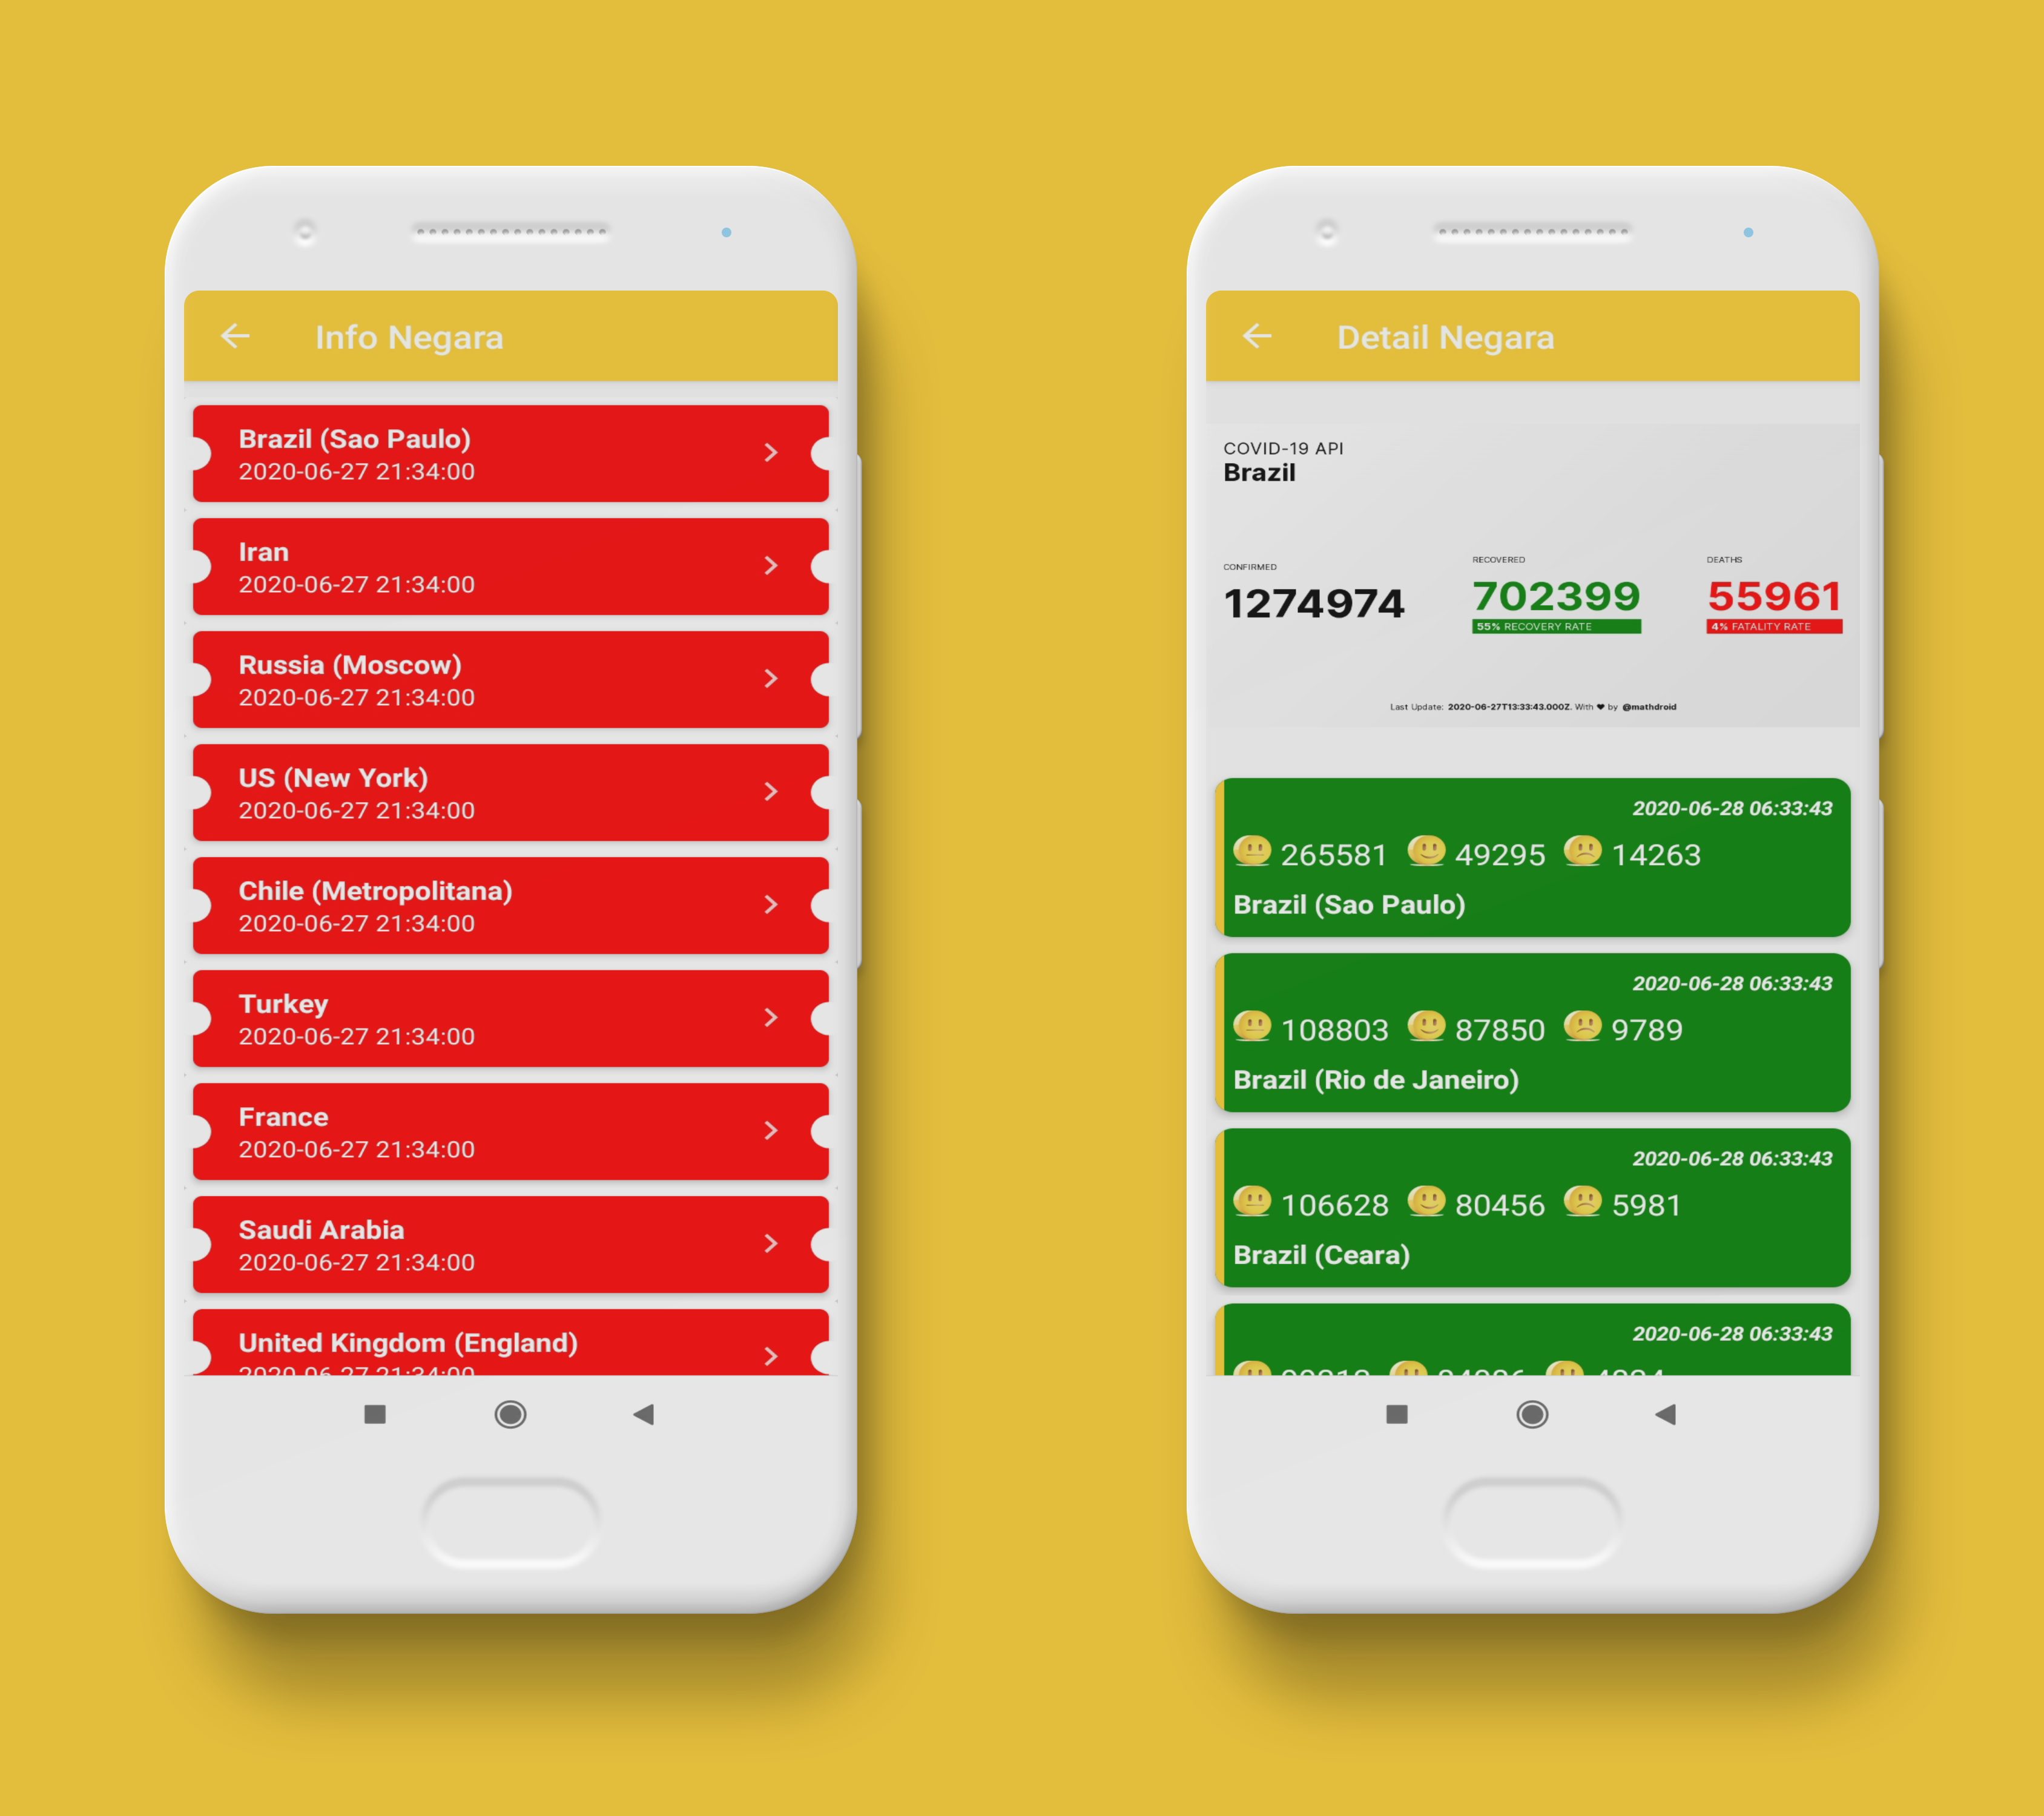 Info Negara
Brazil (Sao Paulo)
2020-06-27 21:34:00
Iran
2020-06-27 21:34:00
Russia (Moscow)
2020-06-27 21:34:00
US (New York)
2020-06-27 21:34:00
Chile (Metropolitana)
2020-06-27 21:34:00
Turkey
2020-06-27 21:34:00
France
2020-06-27 21:34:00
Saudi Arabia
2020-06-27 21:34:00
United Kingdom (England)
2020-06-27 21:34:00
Detail Negara
COVID-19 API
Brazil
CONFIRMED
1274974
RECOVERED
702399
55% RECOVERY RATE
DEATHS
55961
4% FATALITY RATE
Last Update: 2020-06-27T13:33:43.000Z. With ❤ by @mathdroid
2020-06-28 06:33:43
265581 49295 14263
Brazil (Sao Paulo)
2020-06-28 06:33:43
108803 87850 9789
Brazil (Rio de Janeiro)
2020-06-28 06:33:43
106628 80456 5981
Brazil (Ceara)
2020-06-28 06:33:43